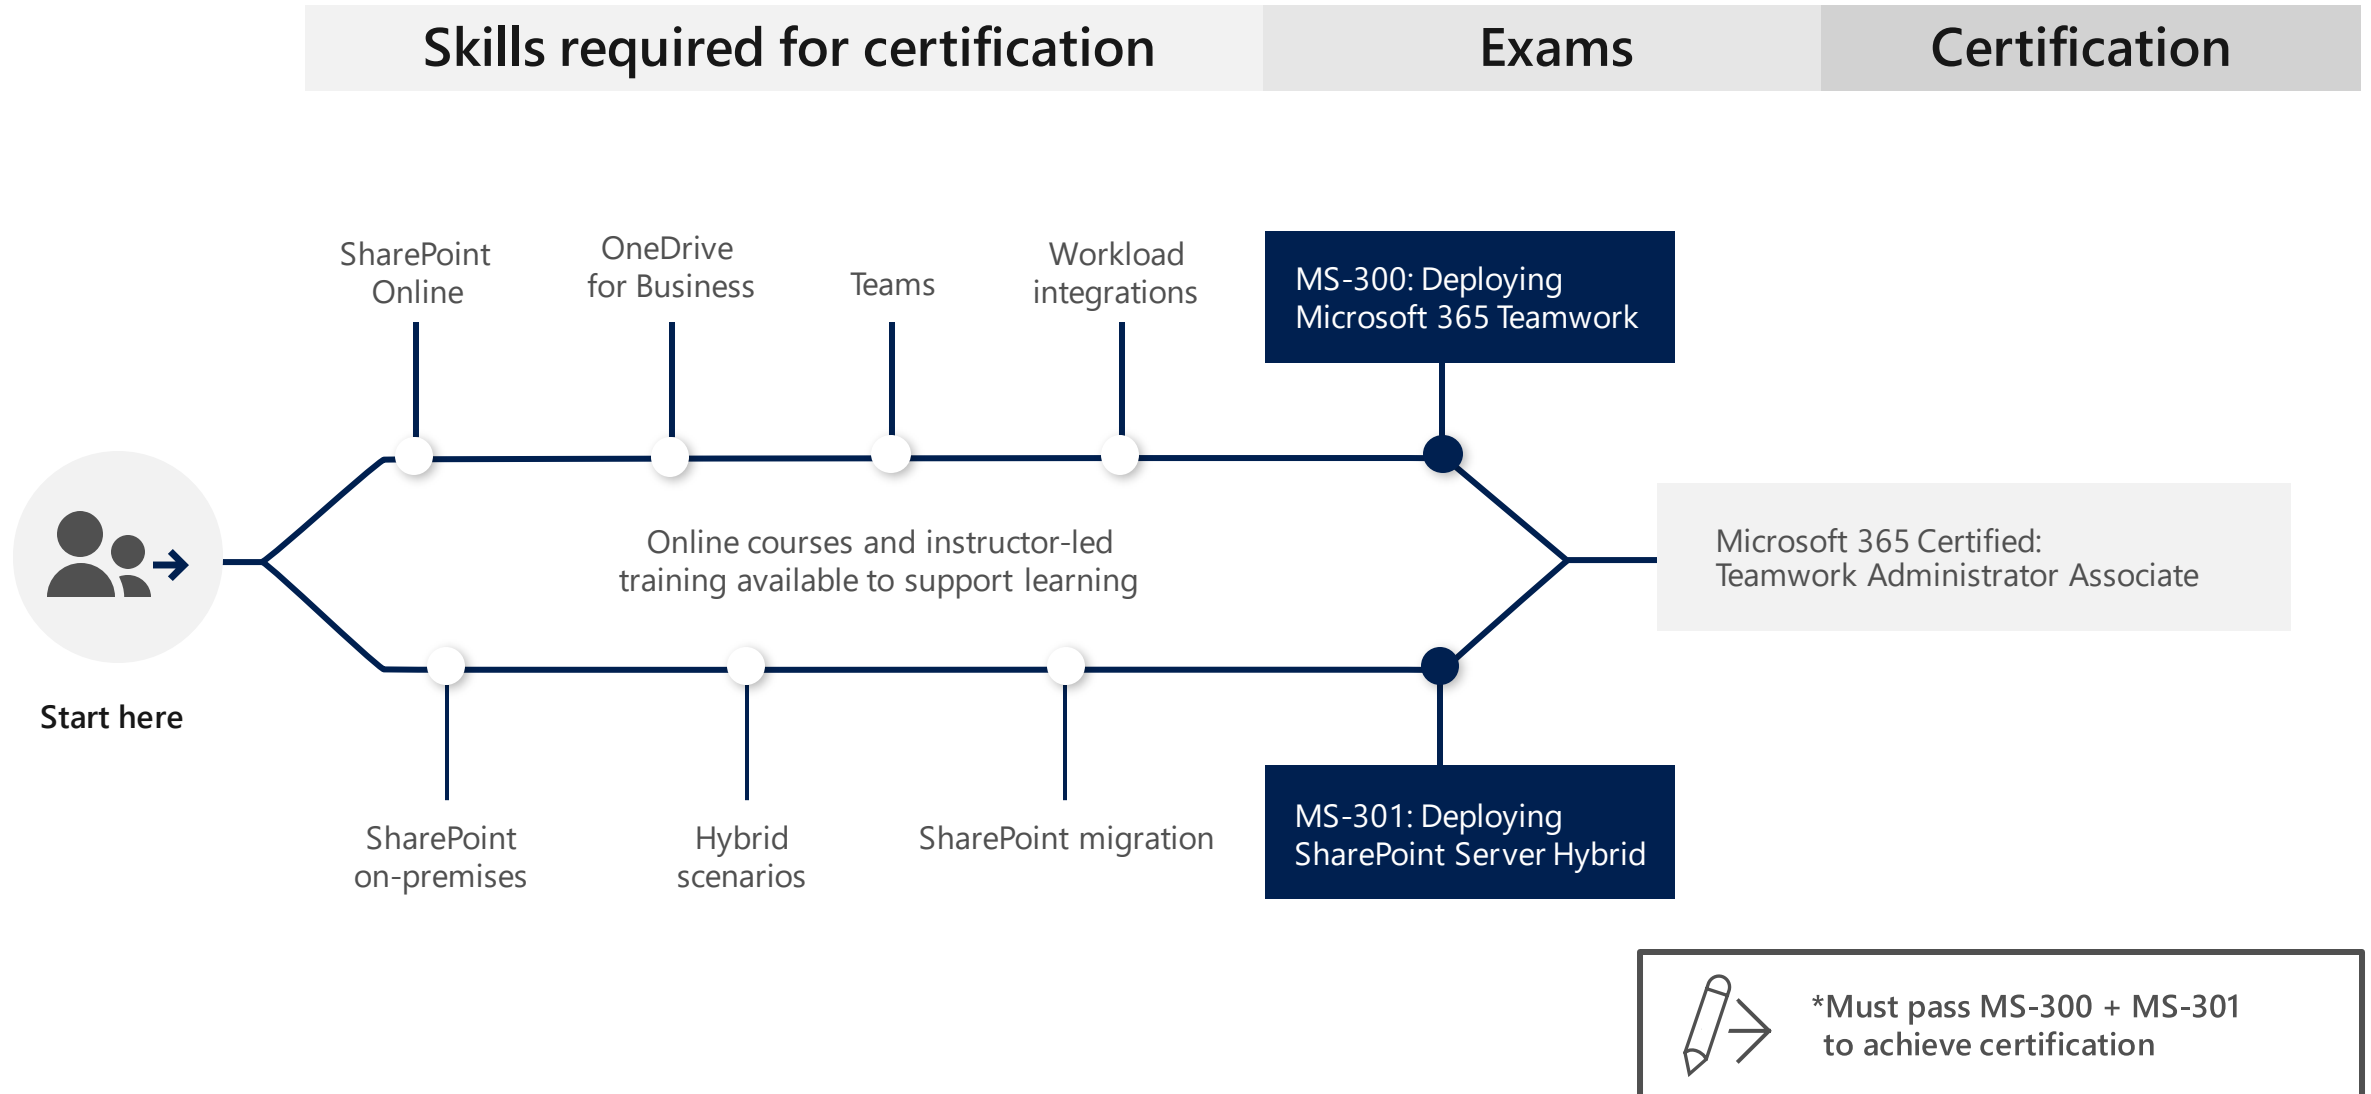 Skills required for certification
Exams
Certification
SharePoint
Online
OneDrive
for Business
Teams
Workload
integrations
MS-300: Deploying
Microsoft 365 Teamwork
Online courses and instructor-led
training available to support learning
Microsoft 365 Certified:
Teamwork Administrator Associate
Start here
SharePoint
on-premises
Hybrid
scenarios
SharePoint migration
MS-301: Deploying
SharePoint Server Hybrid
*Must pass MS-300 + MS-301
to achieve certification